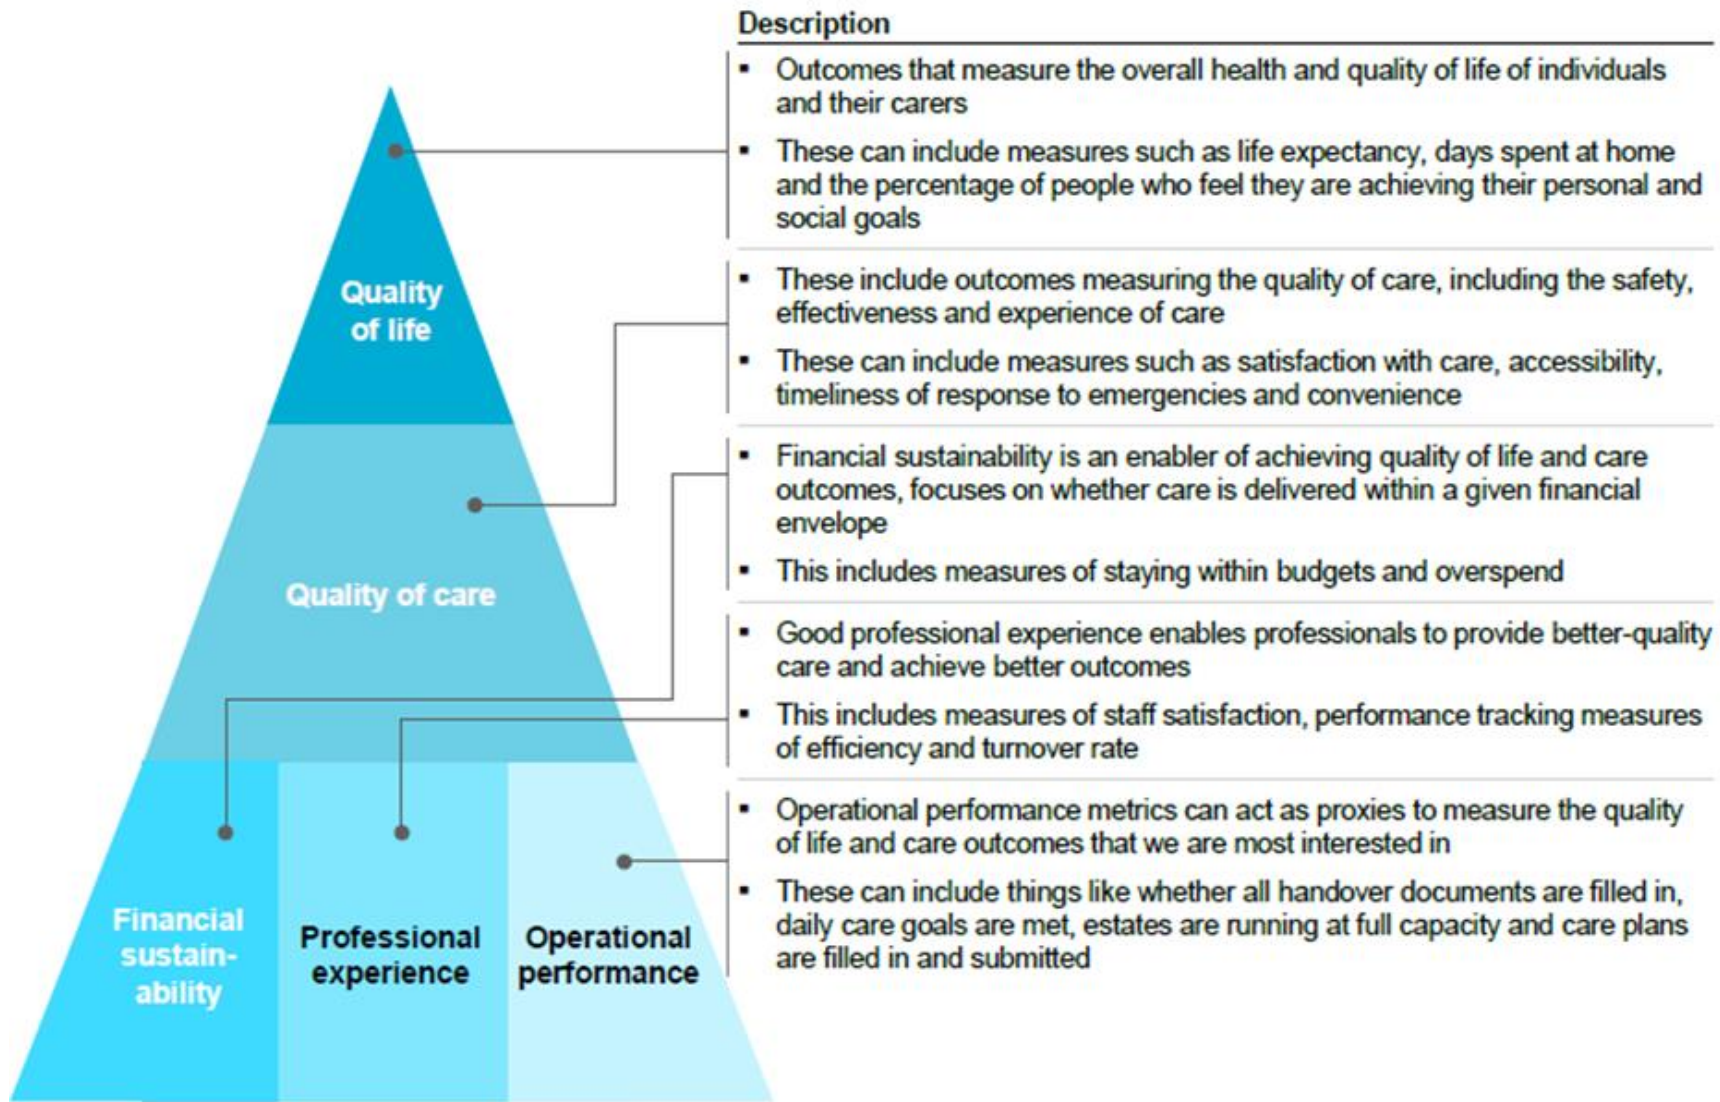 Description
▪ Outcomes that measure the overall health and quality of life of individuals
and their carers
▪ These can include measures such as life expectancy, days spent at home
and the percentage of people who feel they are achieving their personal and
social goals
Quality
of life
▪ These include outcomes measuring the quality of care, including the safety,
effectiveness and experience of care
▪ These can include measures such as satisfaction with care, accessibility,
timeliness of response to emergencies and convenience
Quality of care
▪ Financial sustainability is an enabler of achieving quality of life and care
outcomes, focuses on whether care is delivered within a given financial
envelope
▪ This includes measures of staying within budgets and overspend
Financial
sustain-
ability
▪ Good professional experience enables professionals to provide better-quality
care and achieve better outcomes
▪ This includes measures of staff satisfaction, performance tracking measures
of efficiency and turnover rate
Professional
experience
▪ Operational performance metrics can act as proxies to measure the quality
of life and care outcomes that we are most interested in
▪ These can include things like whether all handover documents are filled in,
daily care goals are met, estates are running at full capacity and care plans
are filled in and submitted
Operational
performance